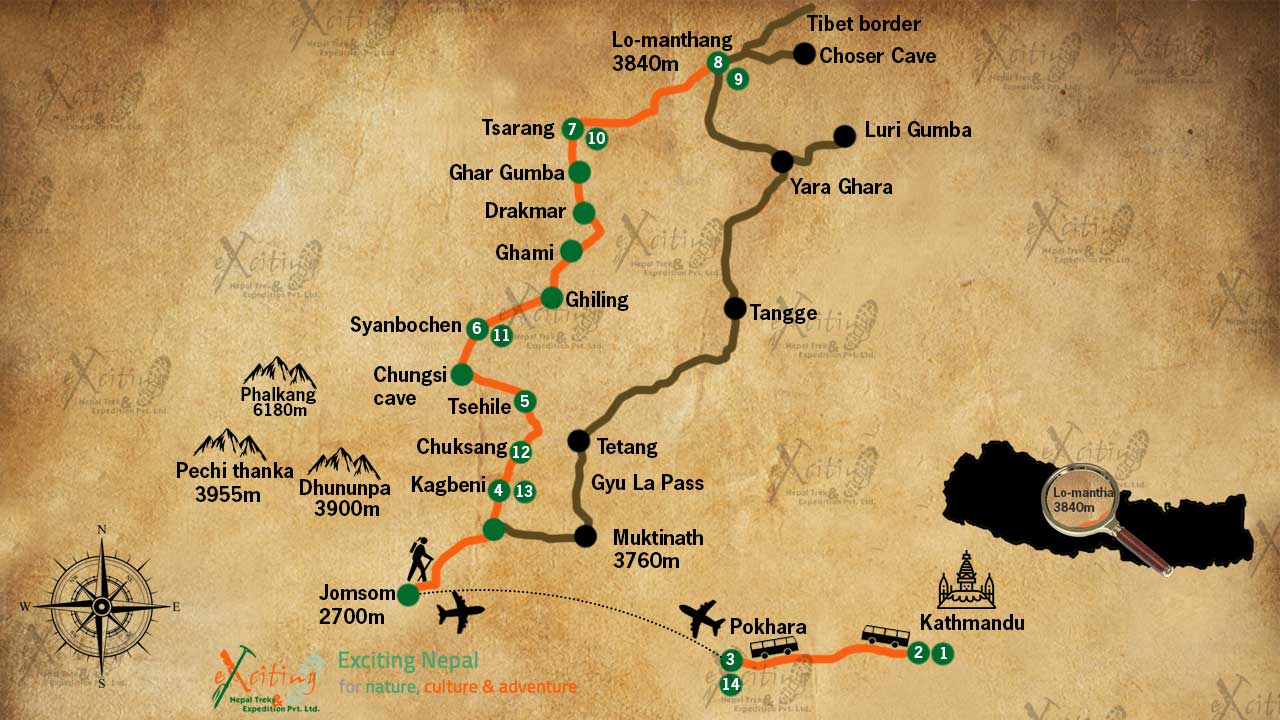 Tibet border
Lo-manthang
3840m
8
9
Choser Cave
Tsarang
7
10
Luri Gumba
Ghar Gumba
Yara Ghara
Drakmar
Ghami
Ghiling
Tangge
Syanbochen
6
11
Chungsi
cave
Tsehile
5
Phalkang
6180m
Chuksang
12
Tetang
Pechi thanka
3955m
Dhununpa
3900m
Kagbeni
4
13
Gyu La Pass
Lo-mantha
3840m
Muktinath
3760m
N
W
E
S
Jomsom
2700m
Pokhara
3
14
Kathmandu
2
1
eXciting
Nepal Treks &
Expedition Pvt. Ltd.
Exciting Nepal
for nature, culture & adventure